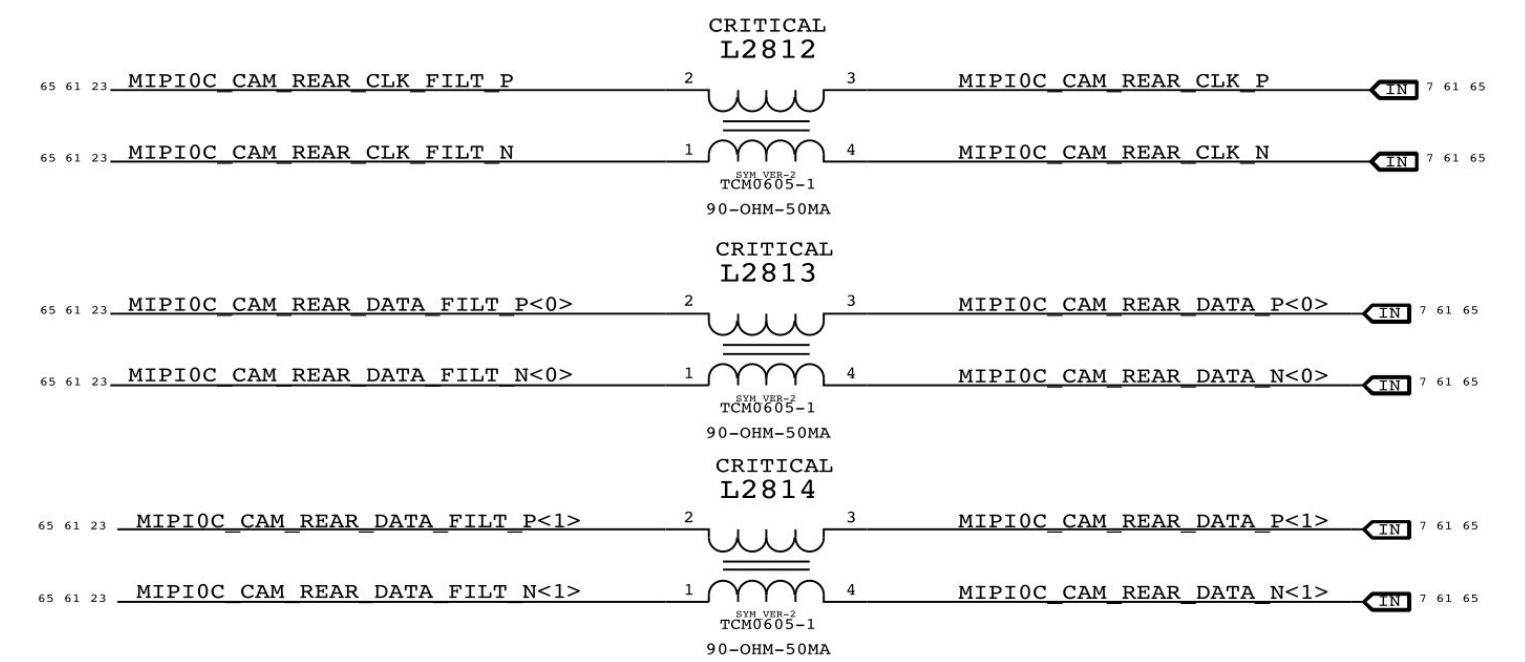 CRITICAL
L2812
65 61 23 MIPI0C_CAM_REAR_CLK_FILT_P 2 3 MIPI0C_CAM_REAR_CLK_P IN 7 61 65
65 61 23 MIPI0C_CAM_REAR_CLK_FILT_N 1 4 MIPI0C_CAM_REAR_CLK_N IN 7 61 65
SYM_VER-2
TCM0605-1
90-OHM-50MA
CRITICAL
L2813
65 61 23 MIPI0C_CAM_REAR_DATA_FILT_P<0> 2 3 MIPI0C_CAM_REAR_DATA_P<0> IN 7 61 65
65 61 23 MIPI0C_CAM_REAR_DATA_FILT_N<0> 1 4 MIPI0C_CAM_REAR_DATA_N<0> IN 7 61 65
SYM_VER-2
TCM0605-1
90-OHM-50MA
CRITICAL
L2814
65 61 23 MIPI0C_CAM_REAR_DATA_FILT_P<1> 2 3 MIPI0C_CAM_REAR_DATA_P<1> IN 7 61 65
65 61 23 MIPI0C_CAM_REAR_DATA_FILT_N<1> 1 4 MIPI0C_CAM_REAR_DATA_N<1> IN 7 61 65
SYM_VER-2
TCM0605-1
90-OHM-50MA